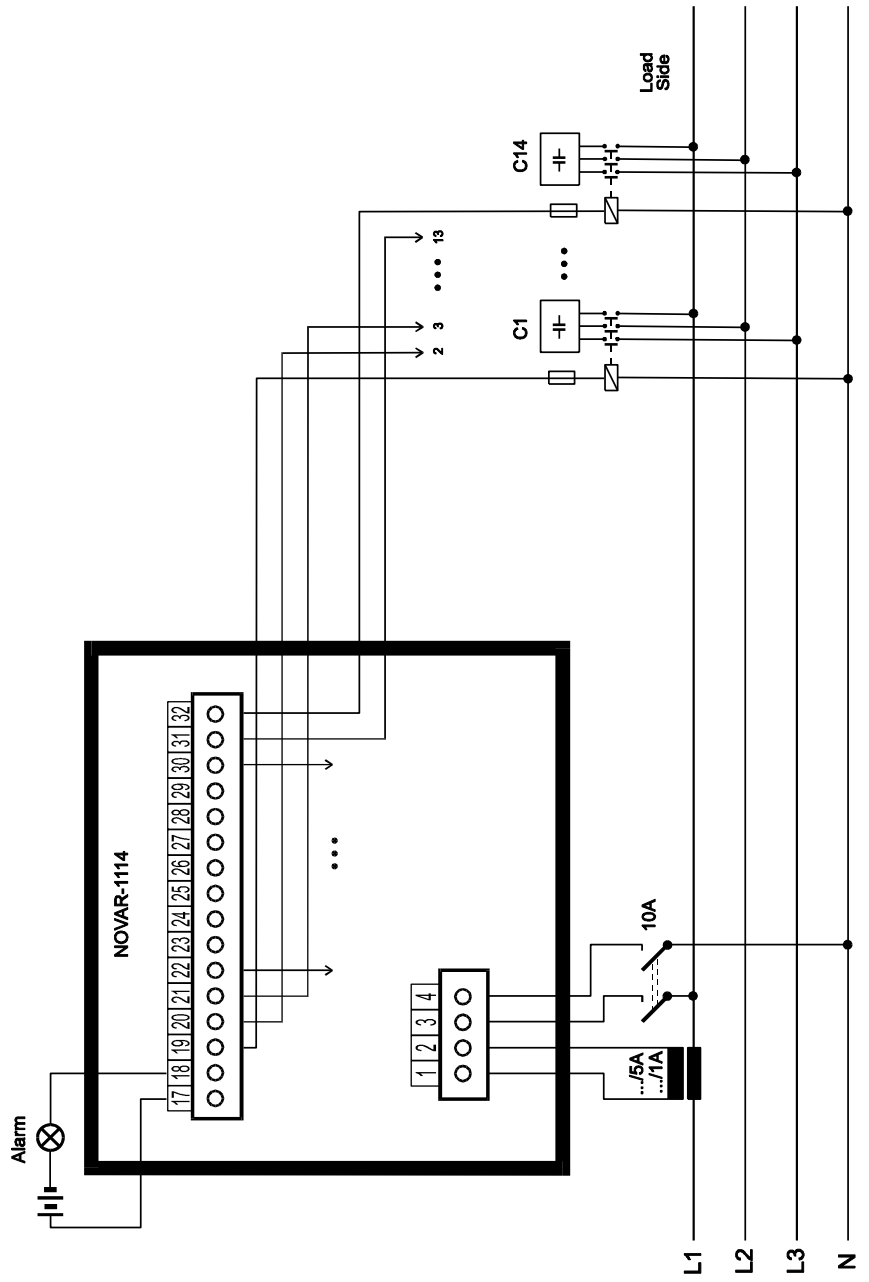 Alarm
NOVAR-1114
17 18 19 20 21 22 23 24 25 26 27 28 29 30 31 32
1 2 3 4
2 3 ••• 13
C1 ••• C14
.../5A
.../1A
10A
Load
Side
L1
L2
L3
N